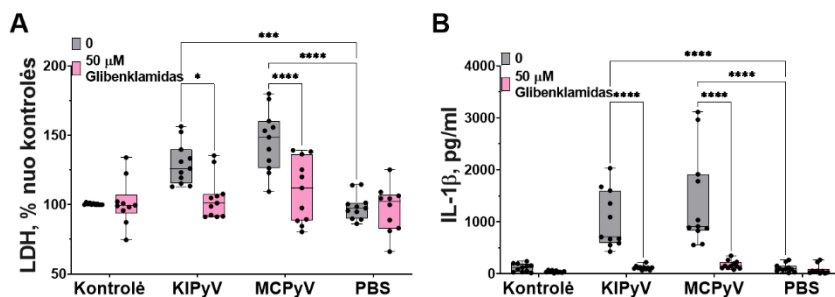 A
0
50 μM
Glibenklamidas
***
****
*
****
LDH, % nuo kontrolės
200
150
100
50
Kontrolė KIPyV MCPyV PBS
B
0
50 μM
Glibenklamidas
****
****
****
****
IL-1β, pg/ml
4000
3000
2000
1000
0
Kontrolė KIPyV MCPyV PBS